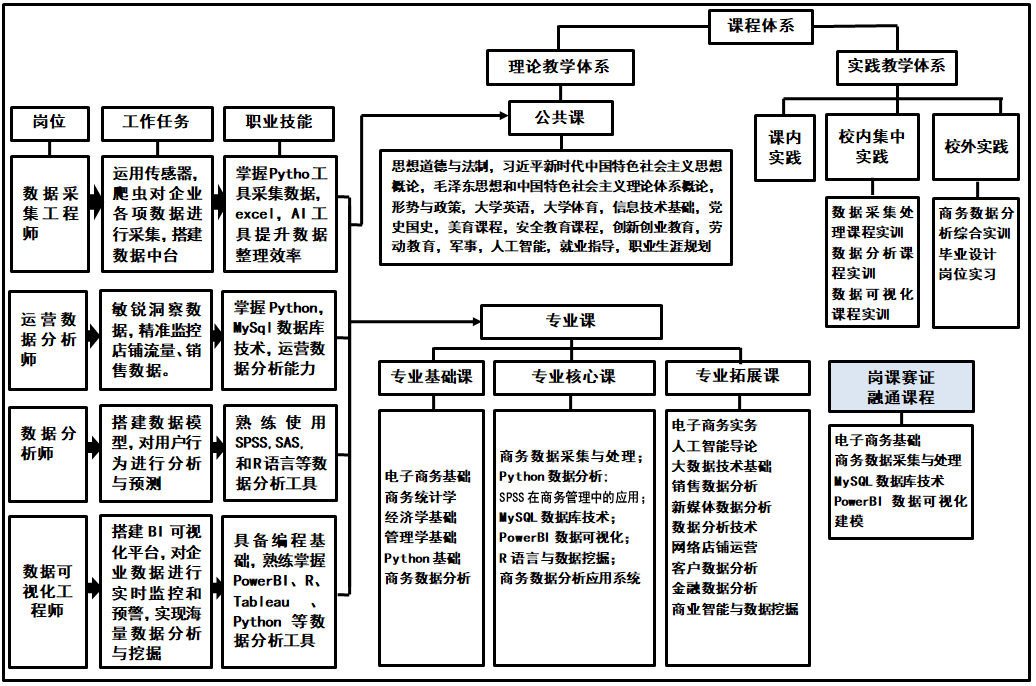 课程体系
理论教学体系
实践教学体系
岗位
工作任务
职业技能
公共课
课内
实践
校内集中
实践
校外实践
数据采
集工程
师
运用传感器，
爬虫对企业
各项数据进
行采集，搭建
数据中台
掌握Pytho工
具采集数据，
excel，AI工
具提升数据
整理效率
思想道德与法制，习近平新时代中国特色社会主义思想
概论，毛泽东思想和中国特色社会主义理论体系概论，
形势与政策，大学英语，大学体育，信息技术基础，党
史国史，美育课程，安全教育课程，创新创业教育，劳
动教育，军事，人工智能，就业指导，职业生涯规划
数据采集处
理课程实训
数据分析课
程实训
数据可视化
课程实训
商务数据分
析综合实训
毕业设计
岗位实习
运营数
据分析
师
敏锐洞察数
据，精准监控
店铺流量、销
售数据。
掌握Python，
MySql数据库
技术，运营数
据分析能力
专业课
专业基础课
专业核心课
专业拓展课
岗课赛证
融通课程
数据分
析师
搭建数据模
型，对用户行
为进行分析
与预测
熟练使用
SPSS,SAS,
和R语言等数
据分析工具
电子商务基础
商务统计学
经济学基础
管理学基础
Python基础
商务数据分析
商务数据采集与处理；
Python数据分析；
SPSS在商务管理中的应用；
MySQL数据库技术；
PowerBI数据可视化；
R语言与数据挖掘；
商务数据分析应用系统
电子商务实务
人工智能导论
大数据技术基础
销售数据分析
新媒体数据分析
数据分析技术
网络店铺运营
客户数据分析
金融数据分析
商业智能与数据挖掘
电子商务基础
商务数据采集与处理
MySQL数据库技术
PowerBI 数据可视化
建模
数据可
视化工
程师
搭建BI可视
化平台，对企
业数据进行
实时监控和
预警，实现海
量数据分析
与挖掘
具备编程基
础，熟练掌握
PowerBI、R、
Tableau、
Python等数
据分析工具